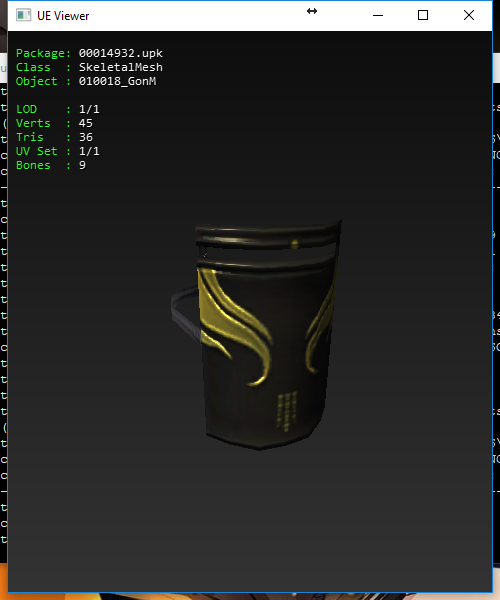 UE Viewer
Package: 00014932.upk
Class : SkeletalMesh
Object : 010018_GonM
LOD : 1/1
Verts : 45
Tris : 36
UV Set : 1/1
Bones : 9